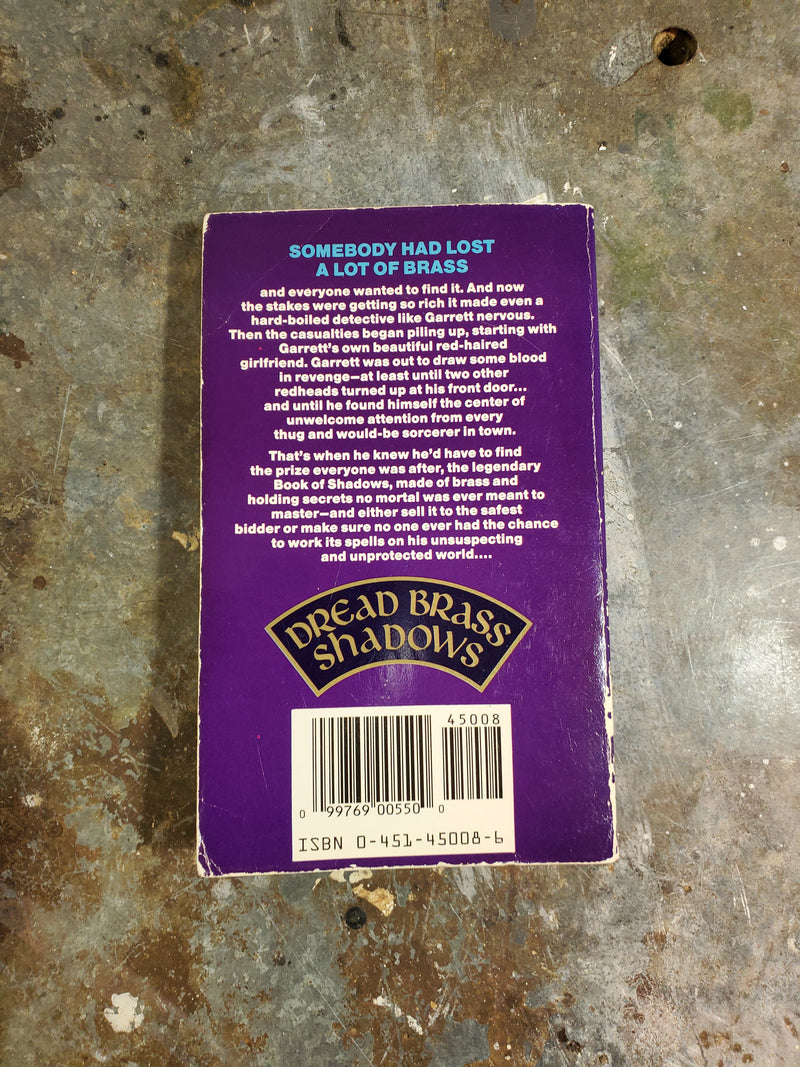 SOMEBODY HAD LOST
A LOT OF BRASS
and everyone wanted to find it. And now
the stakes were getting so rich it made even a
hard-boiled detective like Garrett nervous.
Then the casualties began piling up, starting with
Garrett's own beautiful red-haired
girlfriend. Garrett was out to draw some blood
in revenge—at least until two other
redheads turned up at his front door...
and until he found himself the center of
unwelcome attention from every
thug and would-be sorcerer in town.
That's when he knew he'd have to find
the prize everyone was after, the legendary
Book of Shadows, made of brass and
holding secrets no mortal was ever meant to
master—and either sell it to the safest
bidder or make sure no one ever had the chance
to work its spells on his unsuspecting
and unprotected world....
DREAD BRASS
SHADOWS
45008
0 99769 00550 0
ISBN 0-451-45008-6